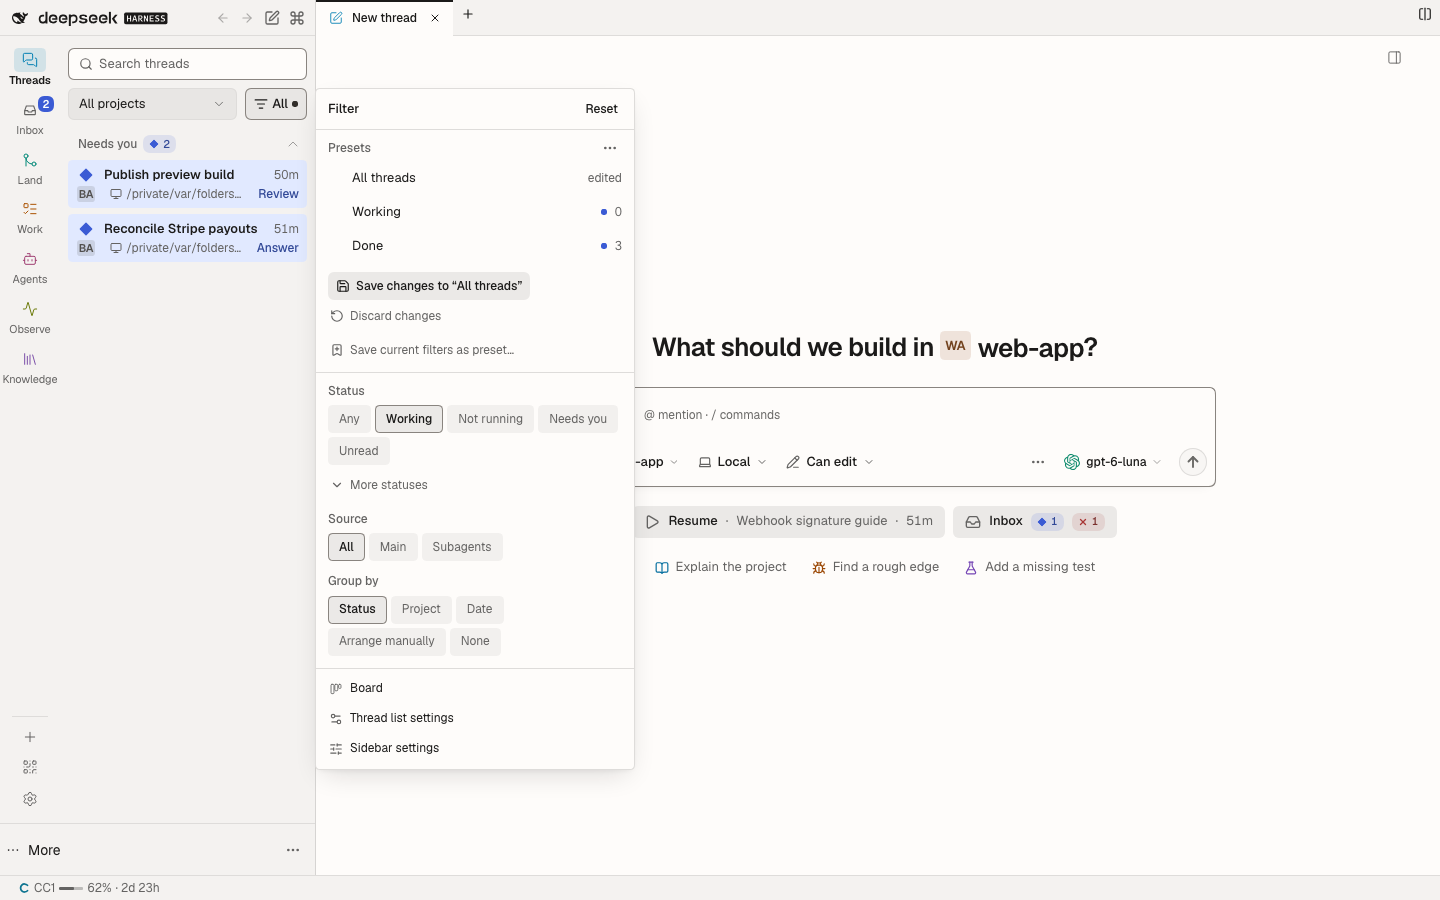 deepseek HARNESS
New thread
Threads
Inbox
2
Land
Work
Agents
Observe
Knowledge
Search threads
All projects
All
Needs you 2
Publish preview build 50m
BA /private/var/folders... Review
Reconcile Stripe payouts 51m
BA /private/var/folders... Answer
Filter Reset
Presets
All threads edited
Working 0
Done 3
Save changes to “All threads”
Discard changes
Save current filters as preset...
Status
Any Working Not running Needs you
Unread
More statuses
Source
All Main Subagents
Group by
Status Project Date
Arrange manually None
Board
Thread list settings
Sidebar settings
What should we build in WA web-app?
@ mention · / commands
-app Local Can edit gpt-6-luna
Resume · Webhook signature guide · 51m
Inbox 1 1
Explain the project Find a rough edge Add a missing test
More
CC1 62% · 2d 23h